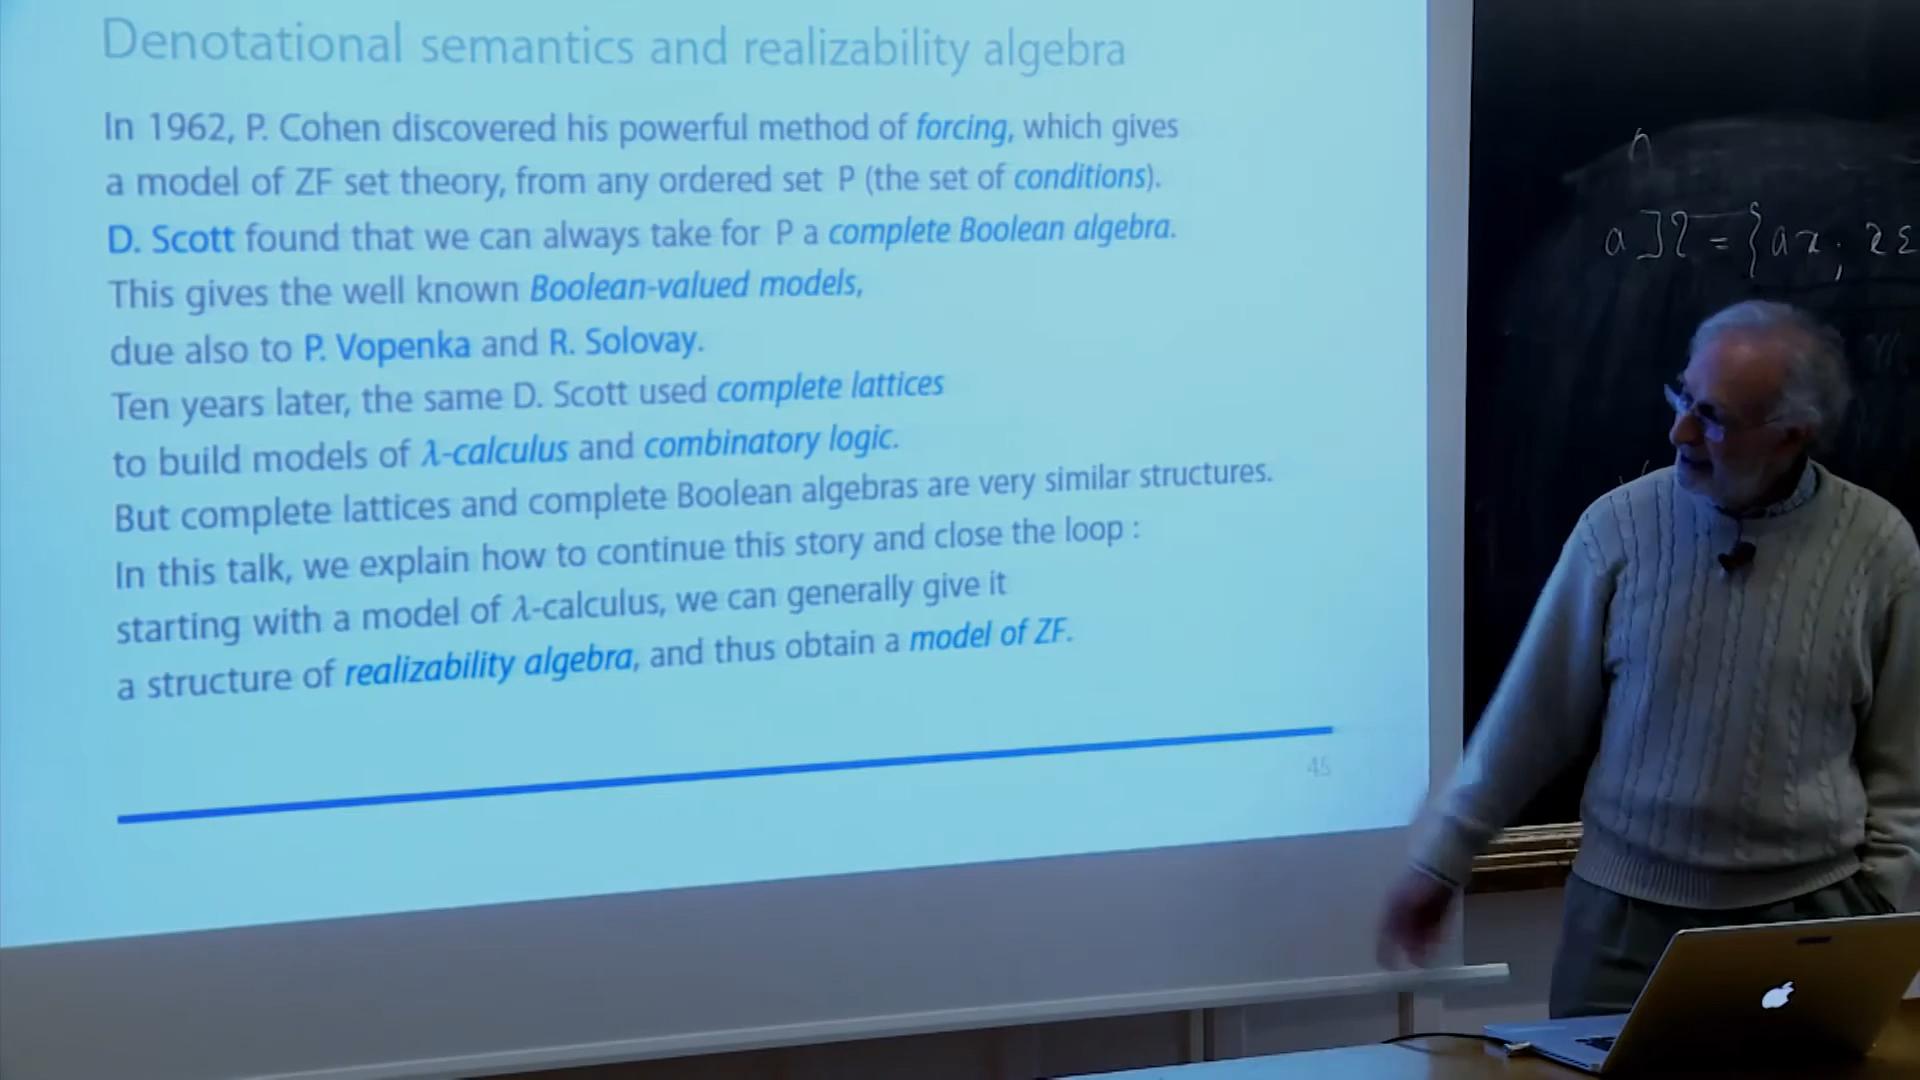 Denotational semantics and realizability algebra
In 1962, P. Cohen discovered his powerful method of forcing, which gives
a model of ZF set theory, from any ordered set P (the set of conditions).
D. Scott found that we can always take for P a complete Boolean algebra.
This gives the well known Boolean-valued models,
due also to P. Vopenka and R. Solovay.
Ten years later, the same D. Scott used complete lattices
to build models of λ-calculus and combinatory logic.
But complete lattices and complete Boolean algebras are very similar structures.
In this talk, we explain how to continue this story and close the loop :
starting with a model of λ-calculus, we can generally give it
a structure of realizability algebra, and thus obtain a model of ZF.
45